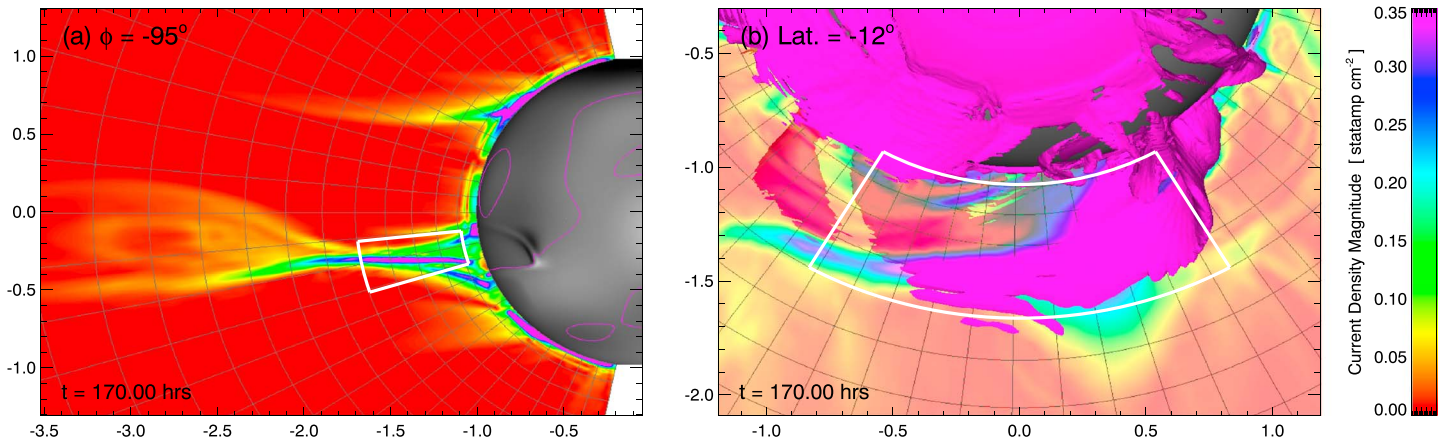 (a) ϕ = -95°
1.0
0.5
0.0
-0.5
-1.0
t = 170.00 hrs
-3.5 -3.0 -2.5 -2.0 -1.5 -1.0 -0.5
(b) Lat. = -12°
-0.5
-1.0
-1.5
-2.0
t = 170.00 hrs
-1.0 -0.5 0.0 0.5 1.0
Current Density Magnitude [ statamp cm⁻² ]
0.35
0.30
0.25
0.20
0.15
0.10
0.05
0.00